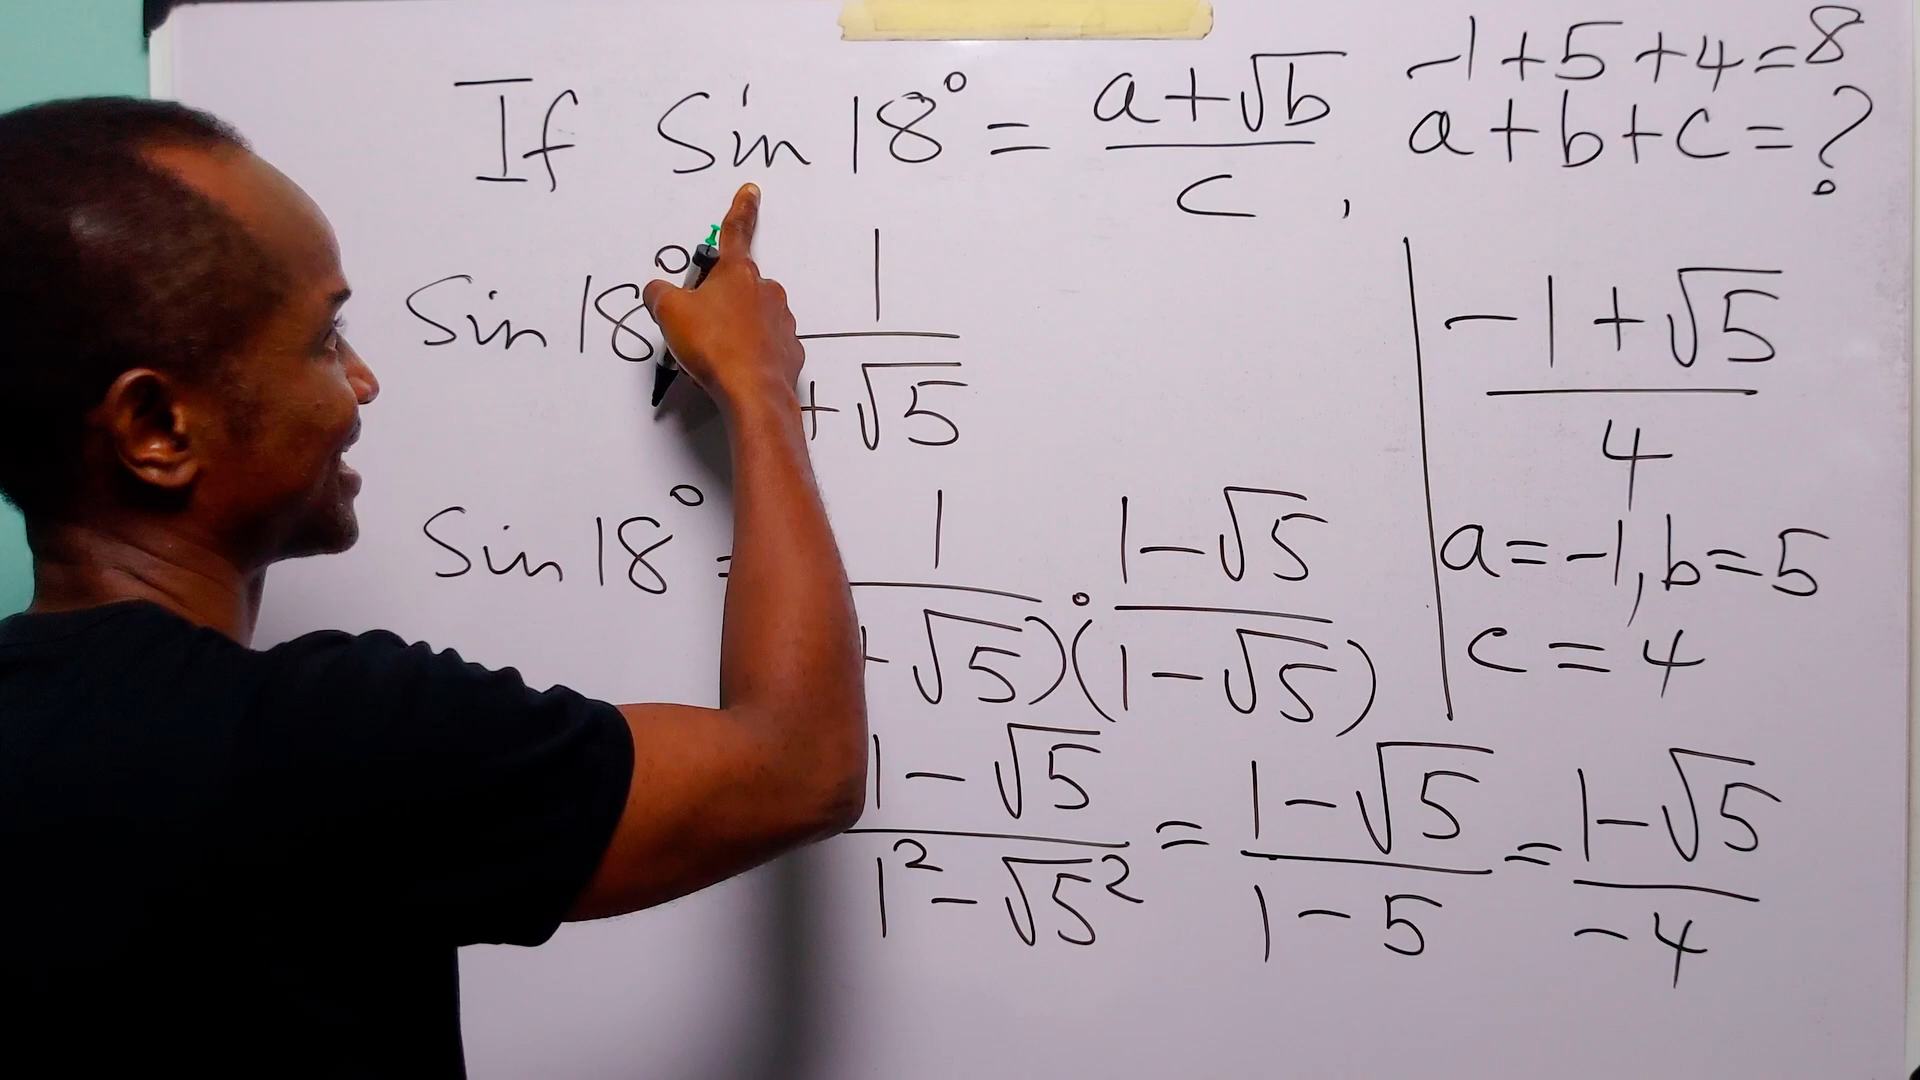 -1+5+4=8
If Sin 18° = (a+√b)/c, a+b+c=?
Sin 18° 1/(+√5)
Sin 18° = 1/(+√5) · (1-√5)/(1-√5)
(1-√5)/(1²-√5²) = (1-√5)/(1-5) = (1-√5)/-4
(-1+√5)/4
a=-1, b=5
c=4